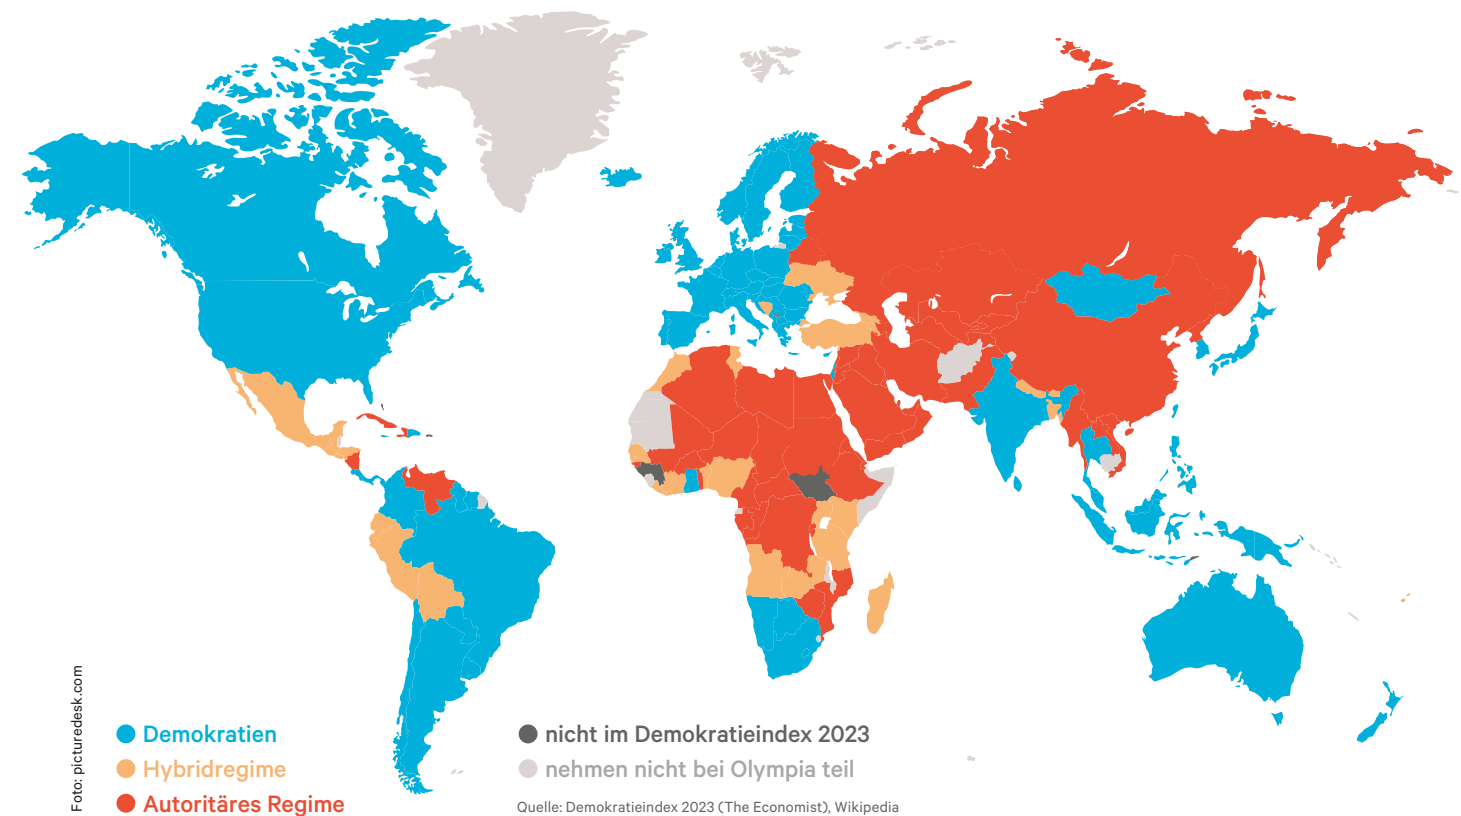 Demokratien
Hybridregime
Autoritäres Regime
nicht im Demokratieindex 2023
nehmen nicht bei Olympia teil
Quelle: Demokratieindex 2023 (The Economist), Wikipedia
Foto: picturedesk.com